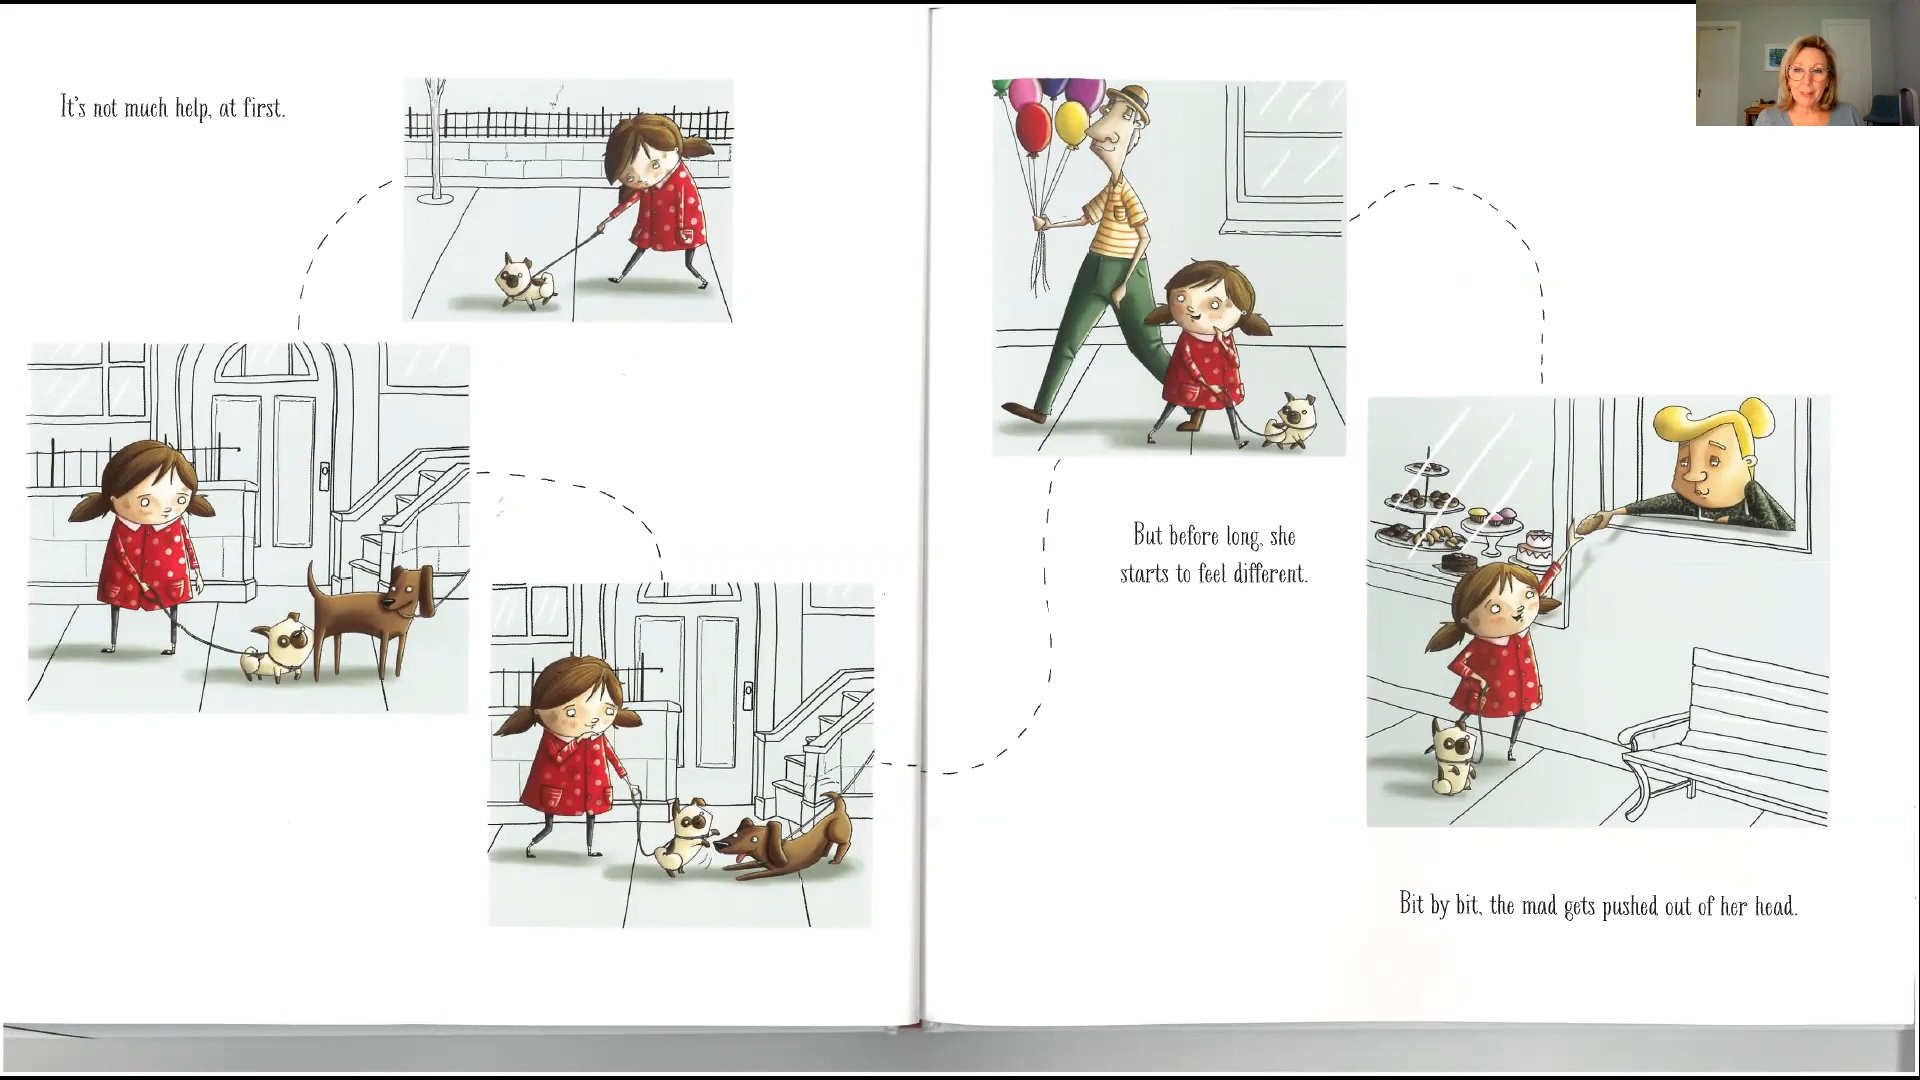 It's not much help, at first.
But before long, she
starts to feel different.
Bit by bit, the mad gets pushed out of her head.